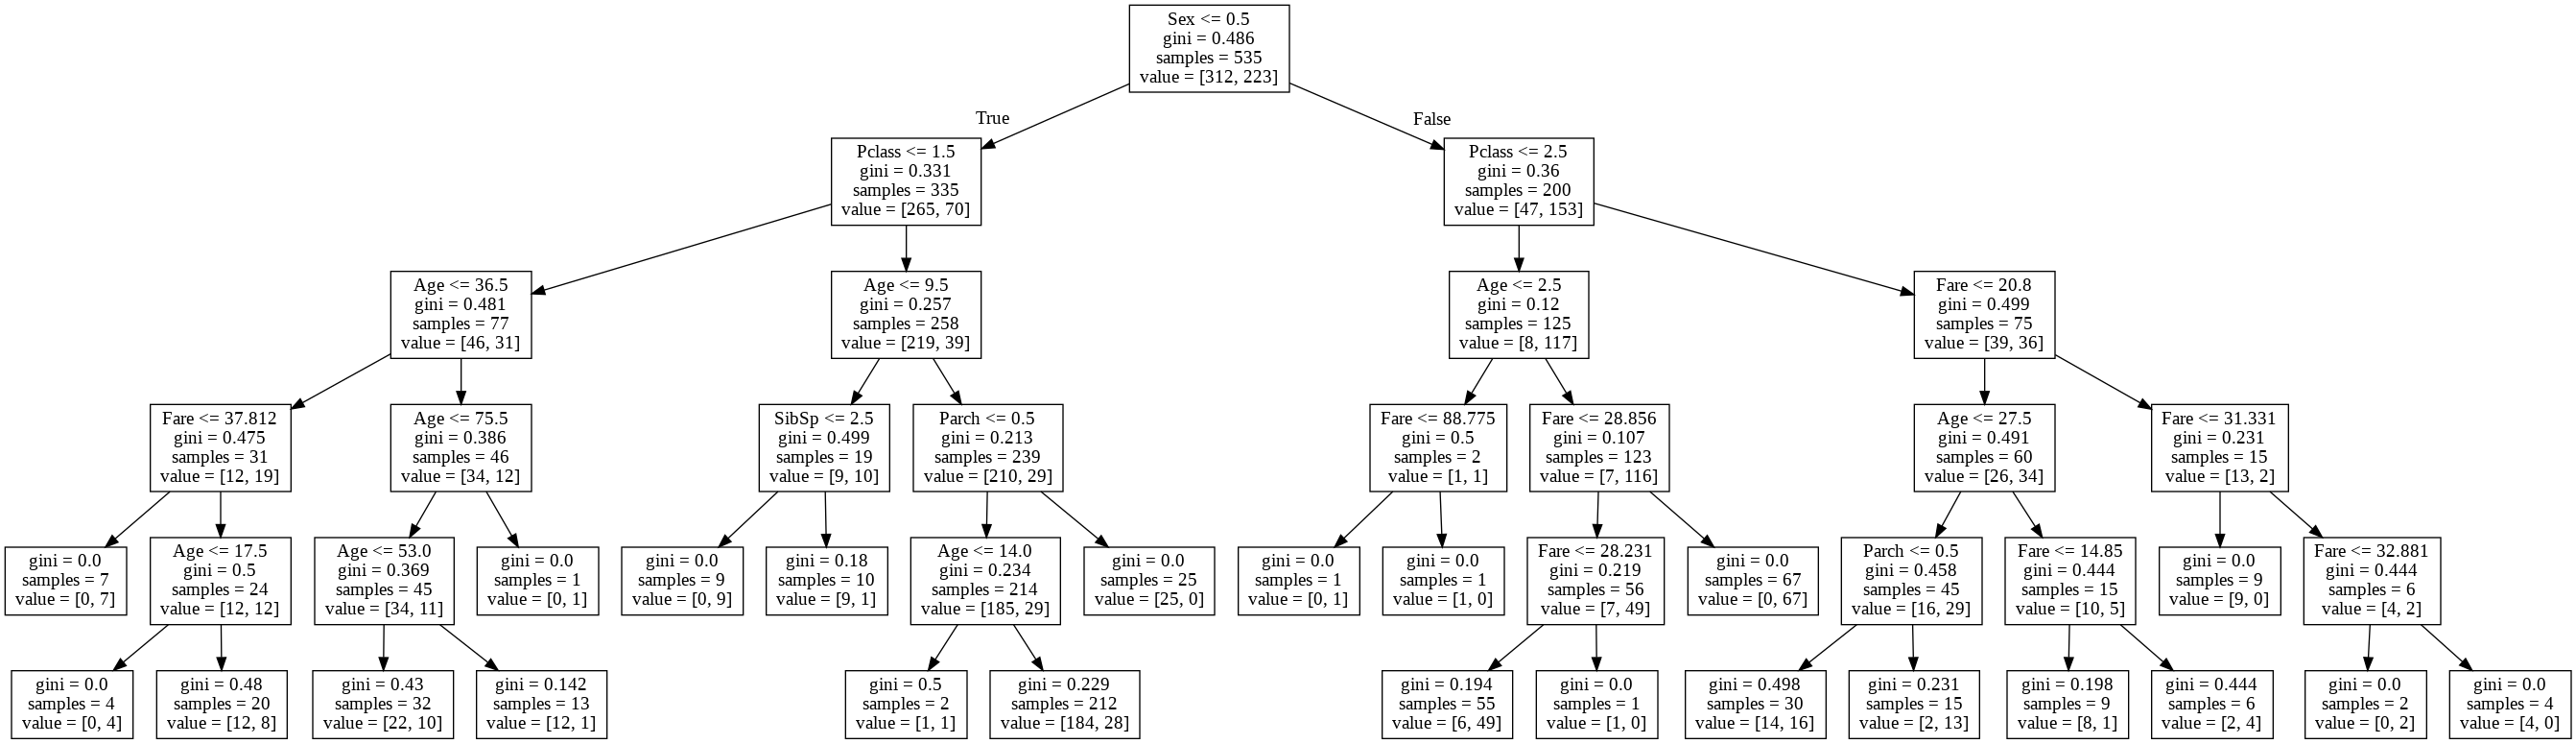 Sex <= 0.5
gini = 0.486
samples = 535
value = [312, 223]
True
False
Pclass <= 1.5
gini = 0.331
samples = 335
value = [265, 70]
Pclass <= 2.5
gini = 0.36
samples = 200
value = [47, 153]
Age <= 36.5
gini = 0.481
samples = 77
value = [46, 31]
Age <= 9.5
gini = 0.257
samples = 258
value = [219, 39]
Age <= 2.5
gini = 0.12
samples = 125
value = [8, 117]
Fare <= 20.8
gini = 0.499
samples = 75
value = [39, 36]
Fare <= 37.812
gini = 0.475
samples = 31
value = [12, 19]
Age <= 75.5
gini = 0.386
samples = 46
value = [34, 12]
SibSp <= 2.5
gini = 0.499
samples = 19
value = [9, 10]
Parch <= 0.5
gini = 0.213
samples = 239
value = [210, 29]
Fare <= 88.775
gini = 0.5
samples = 2
value = [1, 1]
Fare <= 28.856
gini = 0.107
samples = 123
value = [7, 116]
Age <= 27.5
gini = 0.491
samples = 60
value = [26, 34]
Fare <= 31.331
gini = 0.231
samples = 15
value = [13, 2]
gini = 0.0
samples = 7
value = [0, 7]
Age <= 17.5
gini = 0.5
samples = 24
value = [12, 12]
Age <= 53.0
gini = 0.369
samples = 45
value = [34, 11]
gini = 0.0
samples = 1
value = [0, 1]
gini = 0.0
samples = 9
value = [0, 9]
gini = 0.18
samples = 10
value = [9, 1]
Age <= 14.0
gini = 0.234
samples = 214
value = [185, 29]
gini = 0.0
samples = 25
value = [25, 0]
gini = 0.0
samples = 1
value = [0, 1]
gini = 0.0
samples = 1
value = [1, 0]
Fare <= 28.231
gini = 0.219
samples = 56
value = [7, 49]
gini = 0.0
samples = 67
value = [0, 67]
Parch <= 0.5
gini = 0.458
samples = 45
value = [16, 29]
Fare <= 14.85
gini = 0.444
samples = 15
value = [10, 5]
gini = 0.0
samples = 9
value = [9, 0]
Fare <= 32.881
gini = 0.444
samples = 6
value = [4, 2]
gini = 0.0
samples = 4
value = [0, 4]
gini = 0.48
samples = 20
value = [12, 8]
gini = 0.43
samples = 32
value = [22, 10]
gini = 0.142
samples = 13
value = [12, 1]
gini = 0.5
samples = 2
value = [1, 1]
gini = 0.229
samples = 212
value = [184, 28]
gini = 0.194
samples = 55
value = [6, 49]
gini = 0.0
samples = 1
value = [1, 0]
gini = 0.498
samples = 30
value = [14, 16]
gini = 0.231
samples = 15
value = [2, 13]
gini = 0.198
samples = 9
value = [8, 1]
gini = 0.444
samples = 6
value = [2, 4]
gini = 0.0
samples = 2
value = [0, 2]
gini = 0.0
samples = 4
value = [4, 0]